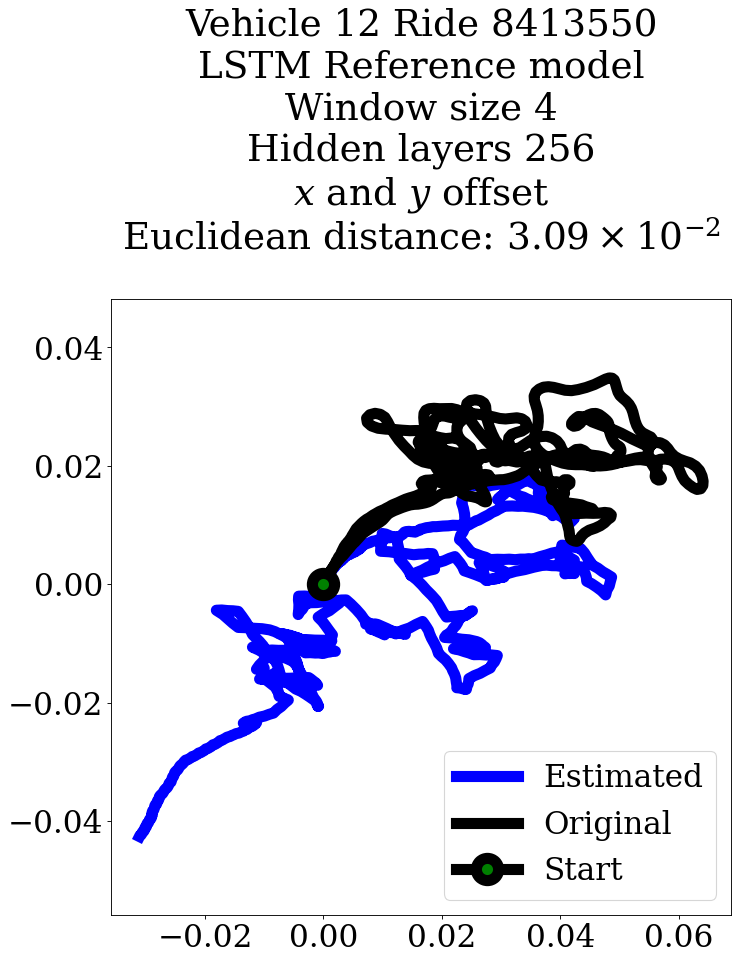 Vehicle 12 Ride 8413550
LSTM Reference model
Window size 4
Hidden layers 256
x and y offset
Euclidean distance: 3.09 × 10⁻²
0.04
0.02
0.00
−0.02
−0.04
Estimated
Original
Start
−0.02 0.00 0.02 0.04 0.06